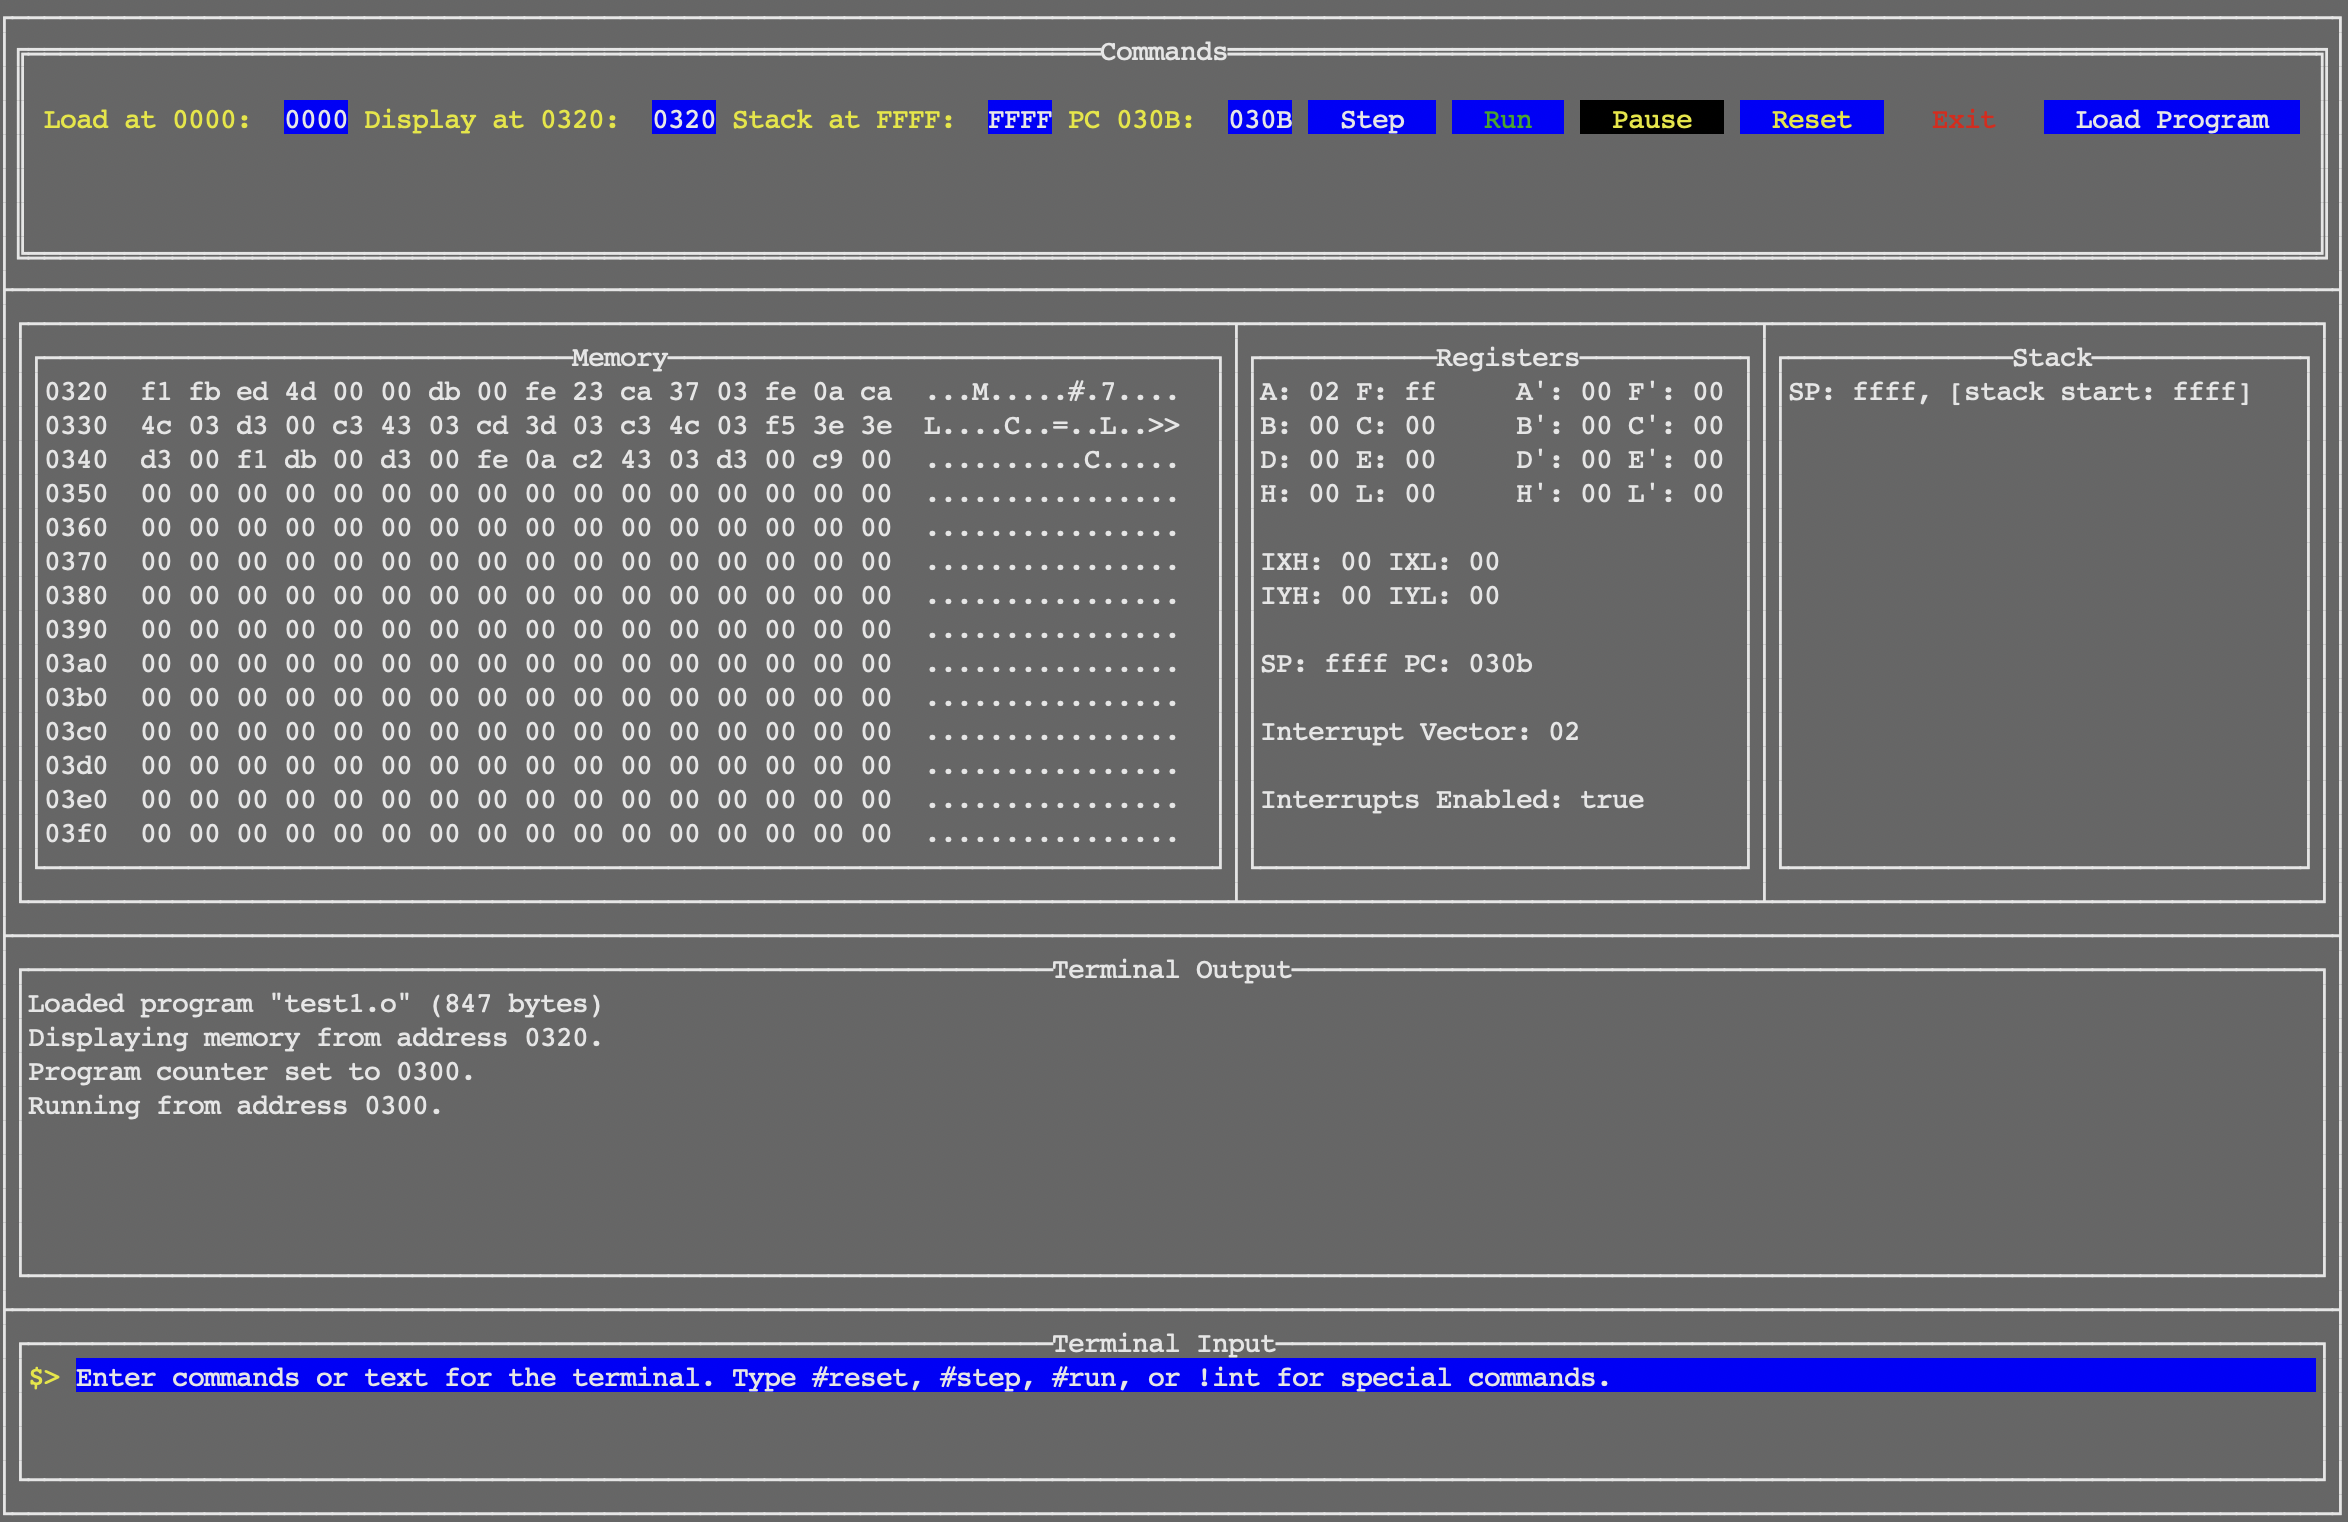 Commands
Load at 0000: 0000 Display at 0320: 0320 Stack at FFFF: FFFF PC 030B: 030B Step Run Pause Reset Exit Load Program
Memory
0320 f1 fb ed 4d 00 00 db 00 fe 23 ca 37 03 fe 0a ca ...M.....#.7....
0330 4c 03 d3 00 c3 43 03 cd 3d 03 c3 4c 03 f5 3e 3e L....C..=..L..>>
0340 d3 00 f1 db 00 d3 00 fe 0a c2 43 03 d3 00 c9 00 ..........C.....
0350 00 00 00 00 00 00 00 00 00 00 00 00 00 00 00 00 ................
0360 00 00 00 00 00 00 00 00 00 00 00 00 00 00 00 00 ................
0370 00 00 00 00 00 00 00 00 00 00 00 00 00 00 00 00 ................
0380 00 00 00 00 00 00 00 00 00 00 00 00 00 00 00 00 ................
0390 00 00 00 00 00 00 00 00 00 00 00 00 00 00 00 00 ................
03a0 00 00 00 00 00 00 00 00 00 00 00 00 00 00 00 00 ................
03b0 00 00 00 00 00 00 00 00 00 00 00 00 00 00 00 00 ................
03c0 00 00 00 00 00 00 00 00 00 00 00 00 00 00 00 00 ................
03d0 00 00 00 00 00 00 00 00 00 00 00 00 00 00 00 00 ................
03e0 00 00 00 00 00 00 00 00 00 00 00 00 00 00 00 00 ................
03f0 00 00 00 00 00 00 00 00 00 00 00 00 00 00 00 00 ................
Registers
A: 02 F: ff A': 00 F': 00
B: 00 C: 00 B': 00 C': 00
D: 00 E: 00 D': 00 E': 00
H: 00 L: 00 H': 00 L': 00
IXH: 00 IXL: 00
IYH: 00 IYL: 00
SP: ffff PC: 030b
Interrupt Vector: 02
Interrupts Enabled: true
Stack
SP: ffff, [stack start: ffff]
Terminal Output
Loaded program "test1.o" (847 bytes)
Displaying memory from address 0320.
Program counter set to 0300.
Running from address 0300.
Terminal Input
$> Enter commands or text for the terminal. Type #reset, #step, #run, or !int for special commands.